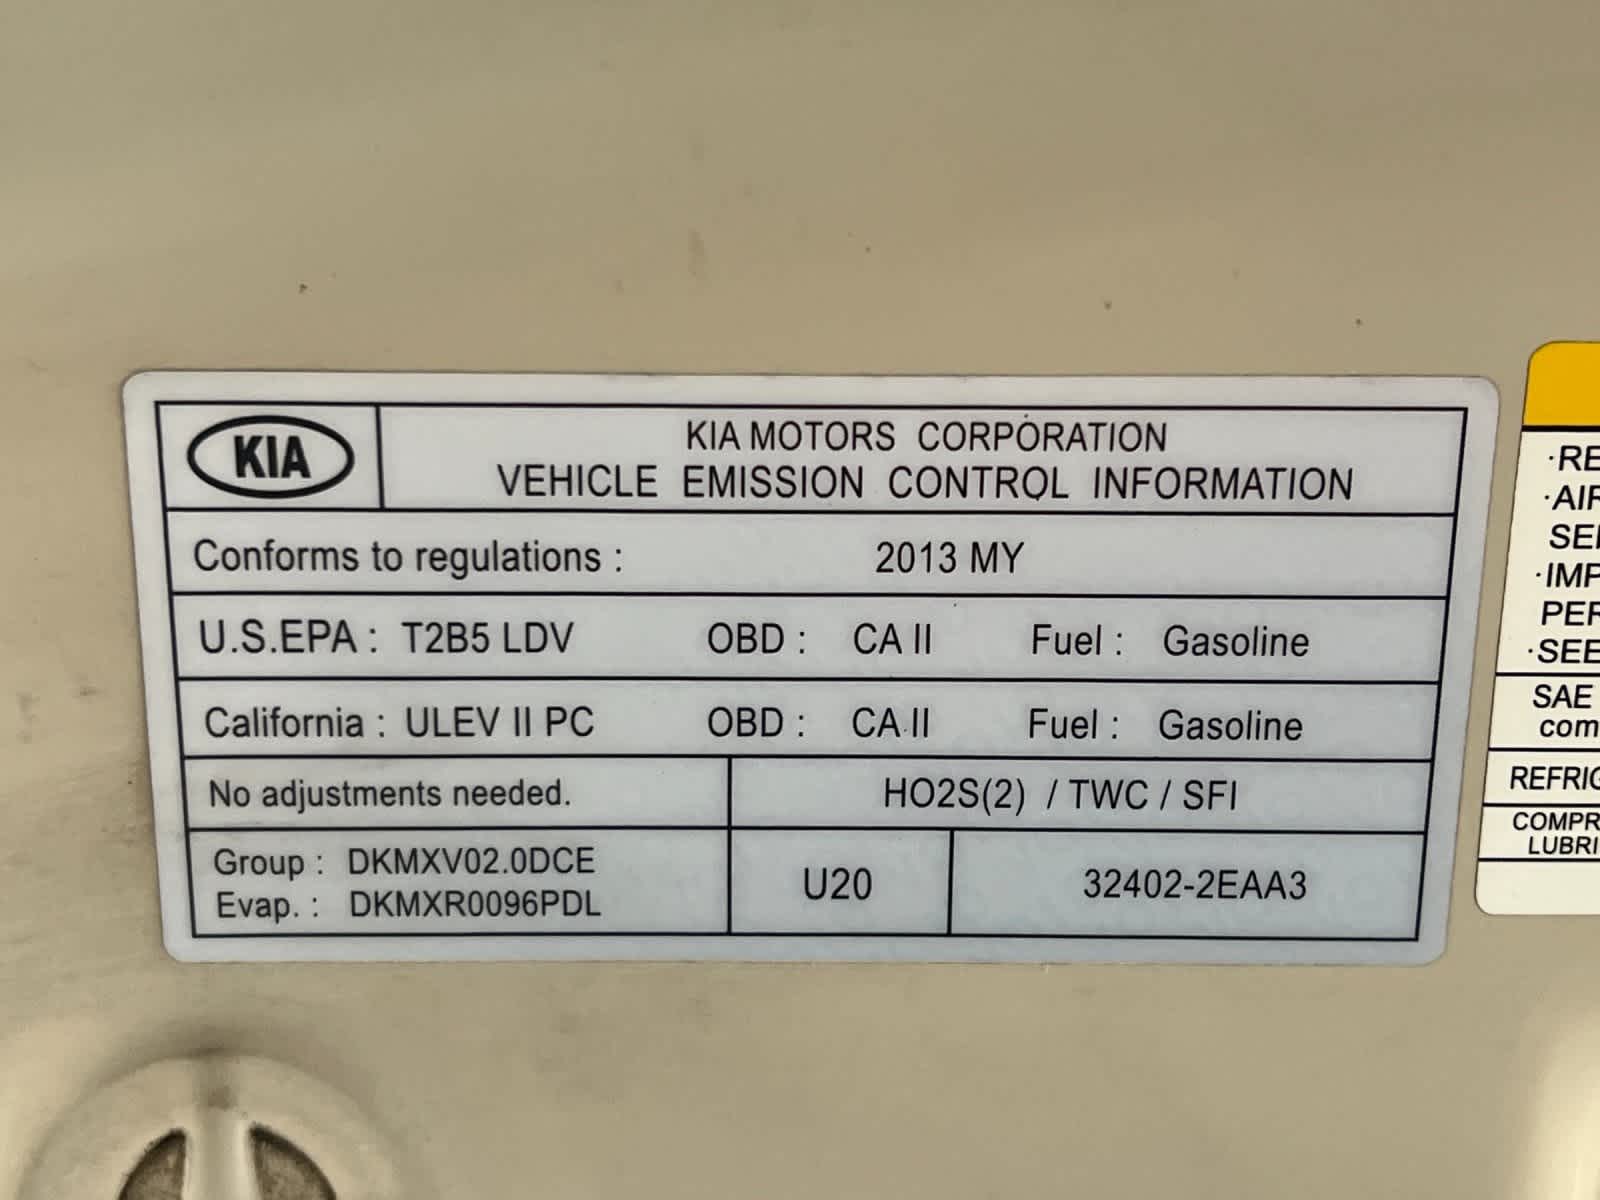 KIA
KIA MOTORS CORPORATION
VEHICLE EMISSION CONTROL INFORMATION
Conforms to regulations : 2013 MY
U.S.EPA : T2B5 LDV OBD : CA II Fuel : Gasoline
California : ULEV II PC OBD : CA II Fuel : Gasoline
No adjustments needed. HO2S(2) / TWC / SFI
Group : DKMXV02.0DCE
Evap. : DKMXR0096PDL
U20
32402-2EAA3
·SEE
SAE